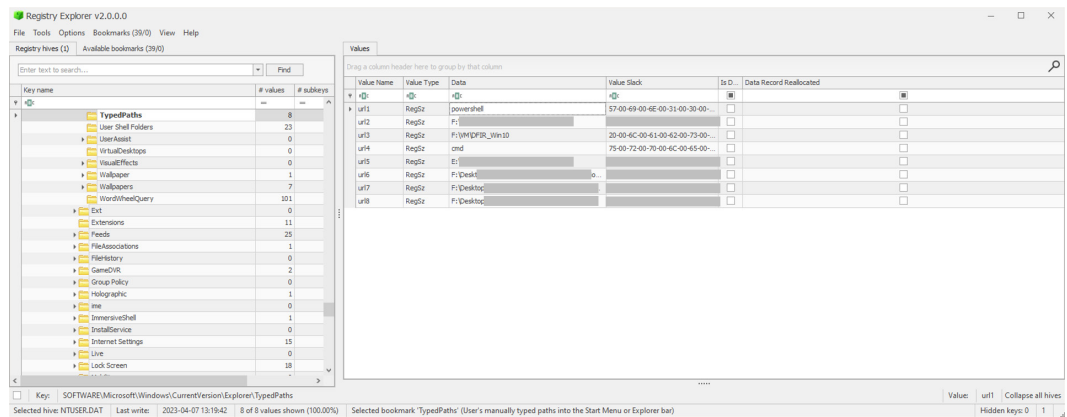 Registry Explorer v2.0.0.0
File Tools Options Bookmarks (39/0) View Help
Registry hives (1) Available bookmarks (39/0)
Enter text to search... Find
Key name # values # subkeys
= =
TypedPaths 8
User Shell Folders 23
UserAssist 0
VirtualDesktops 0
VisualEffects 0
Wallpaper 1
Wallpapers 7
WordWheelQuery 101
Ext 0
Extensions 11
Feeds 25
FileAssociations 1
FileHistory 0
GameDVR 2
Group Policy 0
Holographic 1
ime 0
ImmersiveShell 1
InstallService 0
Internet Settings 15
Live 0
Lock Screen 18
Values
Drag a column header here to group by that column
Value Name Value Type Data Value Slack Is D... Data Record Reallocated
url1 RegSz powershell 57-00-69-00-6E-00-31-00-30-00-...
url2 RegSz F:\
url3 RegSz F:\VM\DFIR_Win10 20-00-6C-00-61-00-62-00-73-00-...
url4 RegSz cmd 75-00-72-00-70-00-6C-00-65-00-...
url5 RegSz E:\
url6 RegSz F:\Deskt o...
url7 RegSz F:\Desktop
url8 RegSz F:\Desktop
Key: SOFTWARE\Microsoft\Windows\CurrentVersion\Explorer\TypedPaths
Value: url1 Collapse all hives
Selected hive: NTUSER.DAT Last write: 2023-04-07 13:19:42 8 of 8 values shown (100.00%) Selected bookmark 'TypedPaths' (User's manually typed paths into the Start Menu or Explorer bar) Hidden keys: 0 1